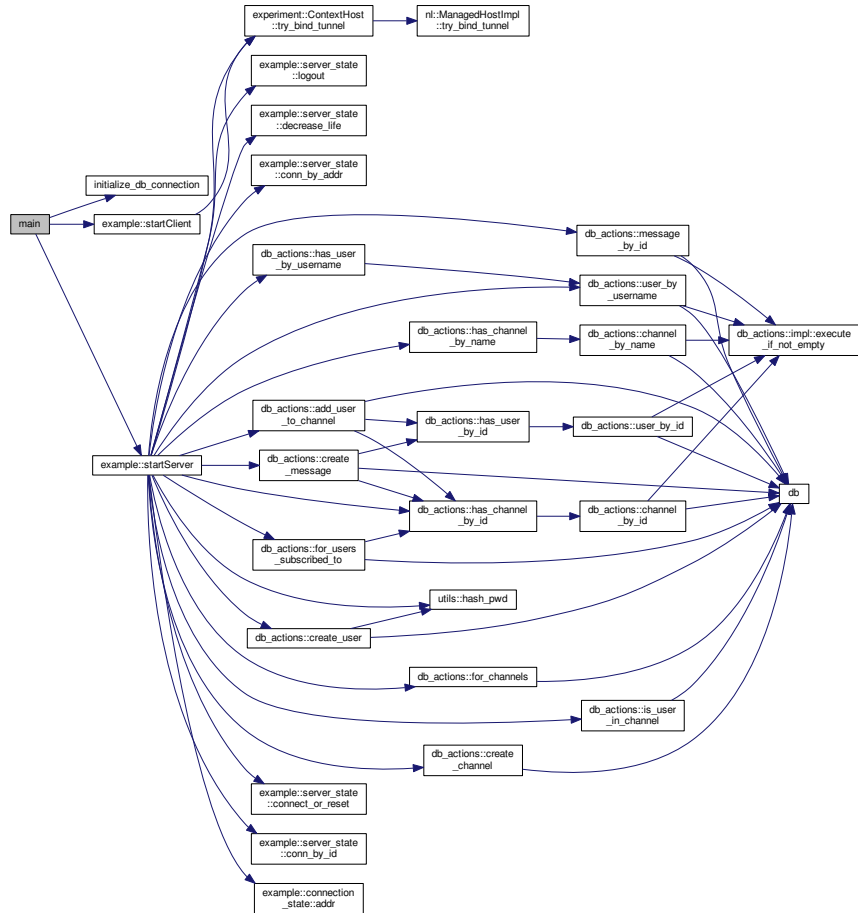 experiment::ContextHost
::try_bind_tunnel
nl::ManagedHostImpl
::try_bind_tunnel
example::server_state
::logout
example::server_state
::decrease_life
example::server_state
::conn_by_addr
initialize_db_connection
main
example::startClient
db_actions::message
_by_id
db_actions::has_user
_by_username
db_actions::user_by
_username
db_actions::has_channel
_by_name
db_actions::channel
_by_name
db_actions::impl::execute
_if_not_empty
db_actions::add_user
_to_channel
db_actions::has_user
_by_id
db_actions::user_by_id
example::startServer
db_actions::create
_message
db
db_actions::has_channel
_by_id
db_actions::channel
_by_id
db_actions::for_users
_subscribed_to
utils::hash_pwd
db_actions::create_user
db_actions::for_channels
db_actions::is_user
_in_channel
db_actions::create
_channel
example::server_state
::connect_or_reset
example::server_state
::conn_by_id
example::connection
_state::addr